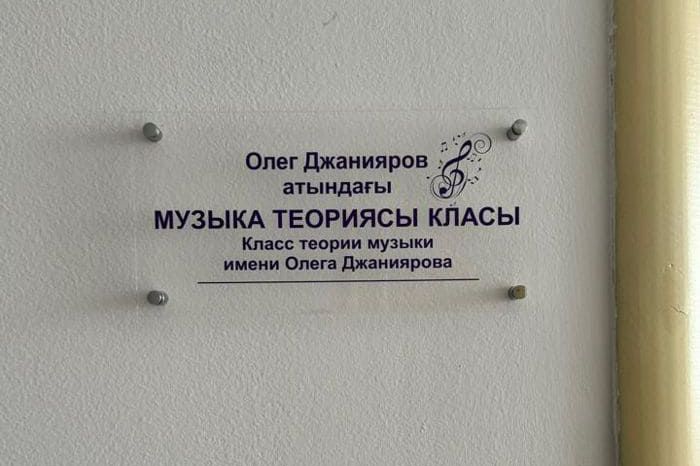 Олег Джанияров
атындағы
МУЗЫКА ТЕОРИЯСЫ КЛАСЫ
Класс теории музыки
имени Олега Джаниярова